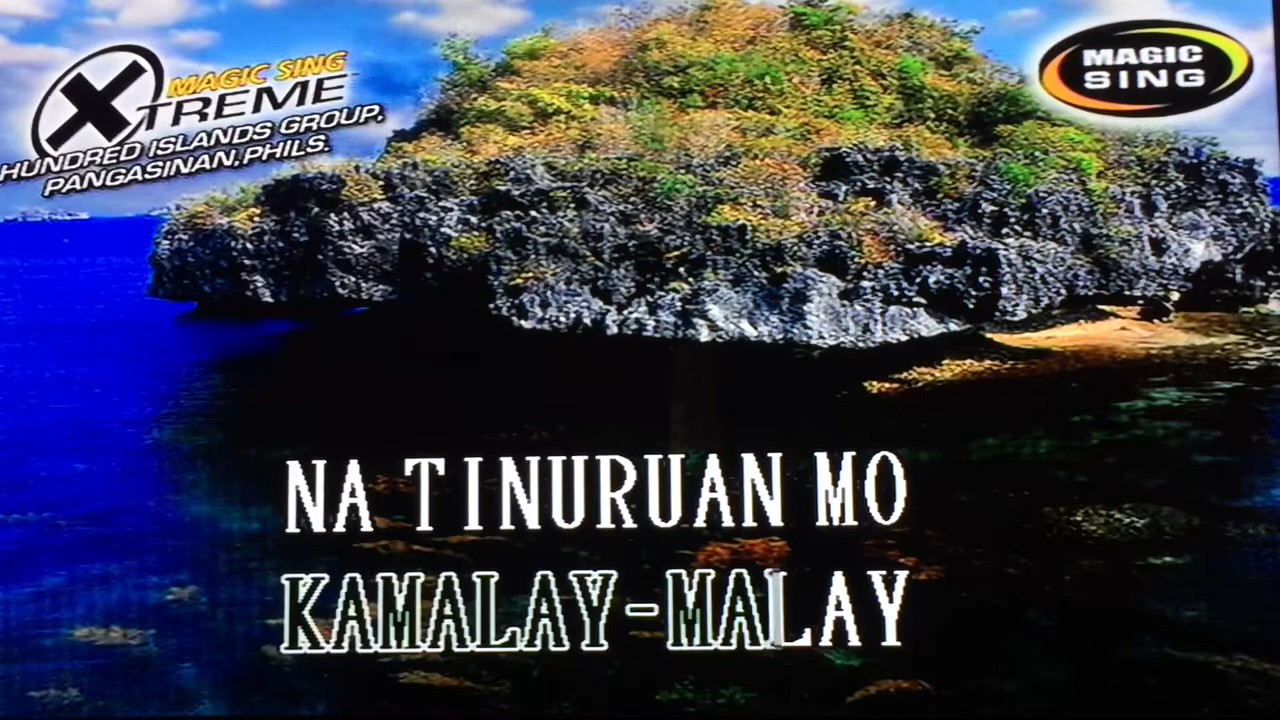 MAGIC SING
XTREME
HUNDRED ISLANDS GROUP,
PANGASINAN, PHILS.
MAGIC
SING
NA TINURUAN MO
KAMALAY-MALAY